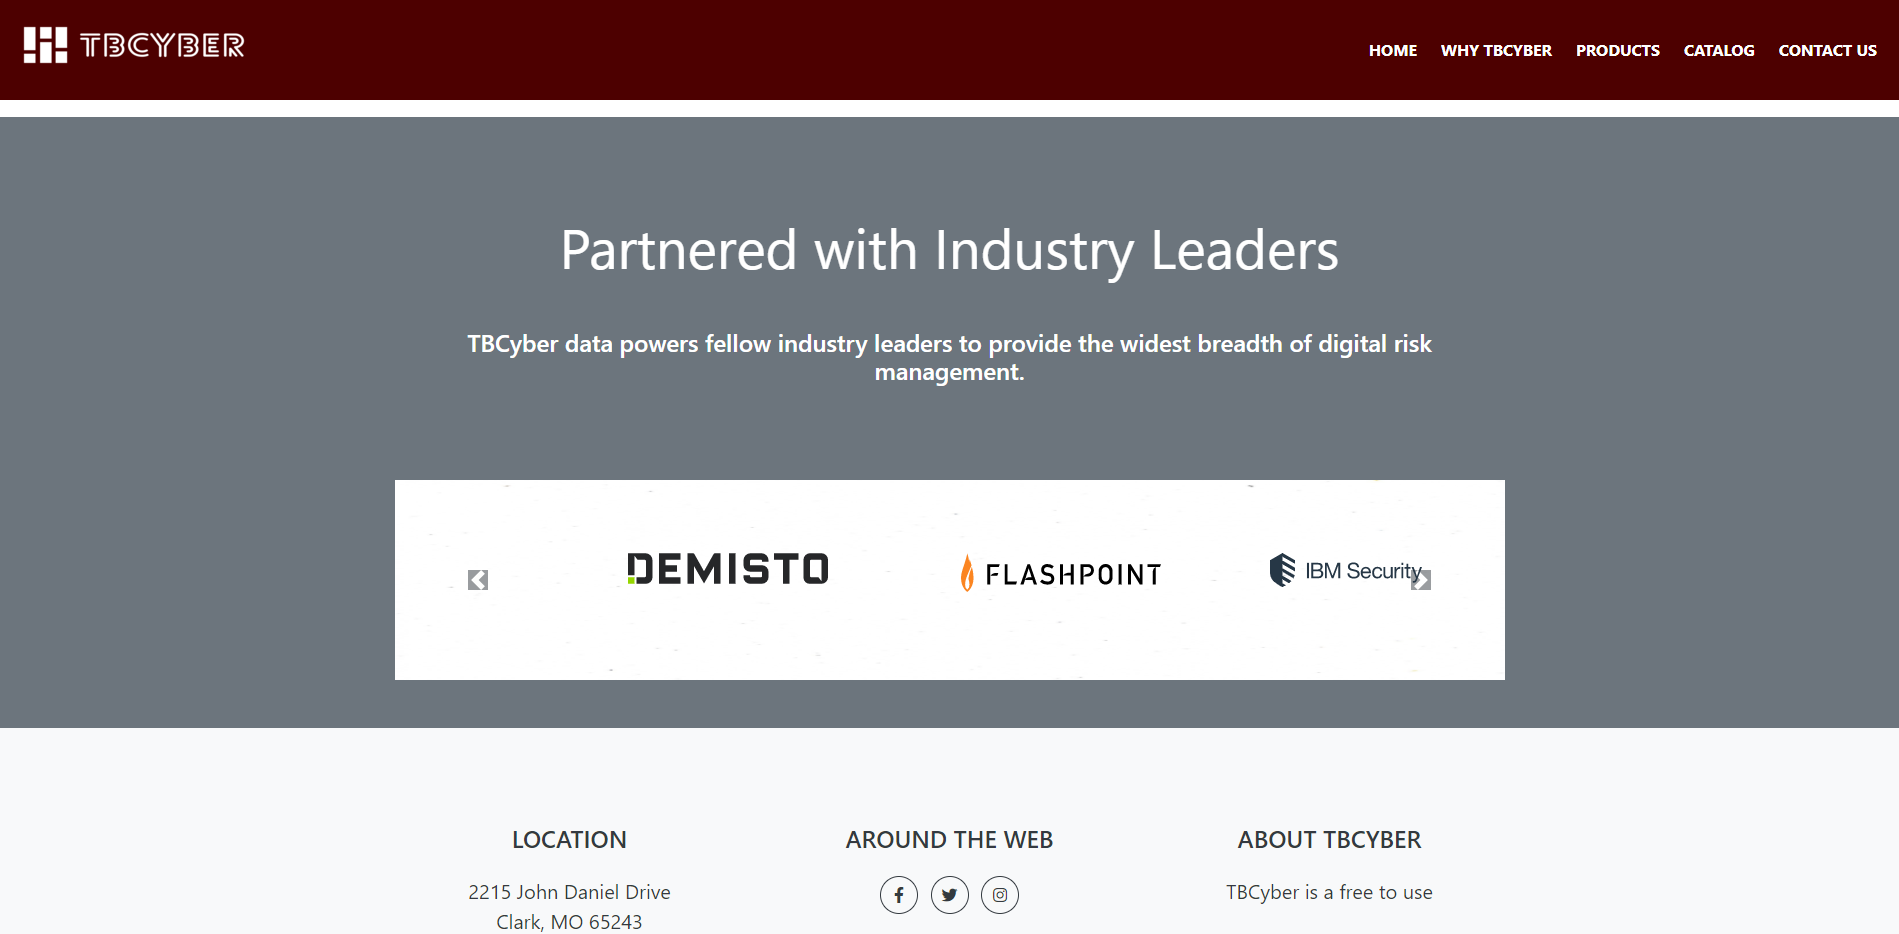 TBCYBER
HOME
WHY TBCYBER
PRODUCTS
CATALOG
CONTACT US
Partnered with Industry Leaders
TBCyber data powers fellow industry leaders to provide the widest breadth of digital risk
management.
DEMISTO
FLASHPOINT
IBM Security
LOCATION
2215 John Daniel Drive
Clark, MO 65243
AROUND THE WEB
ABOUT TBCYBER
TBCyber is a free to use